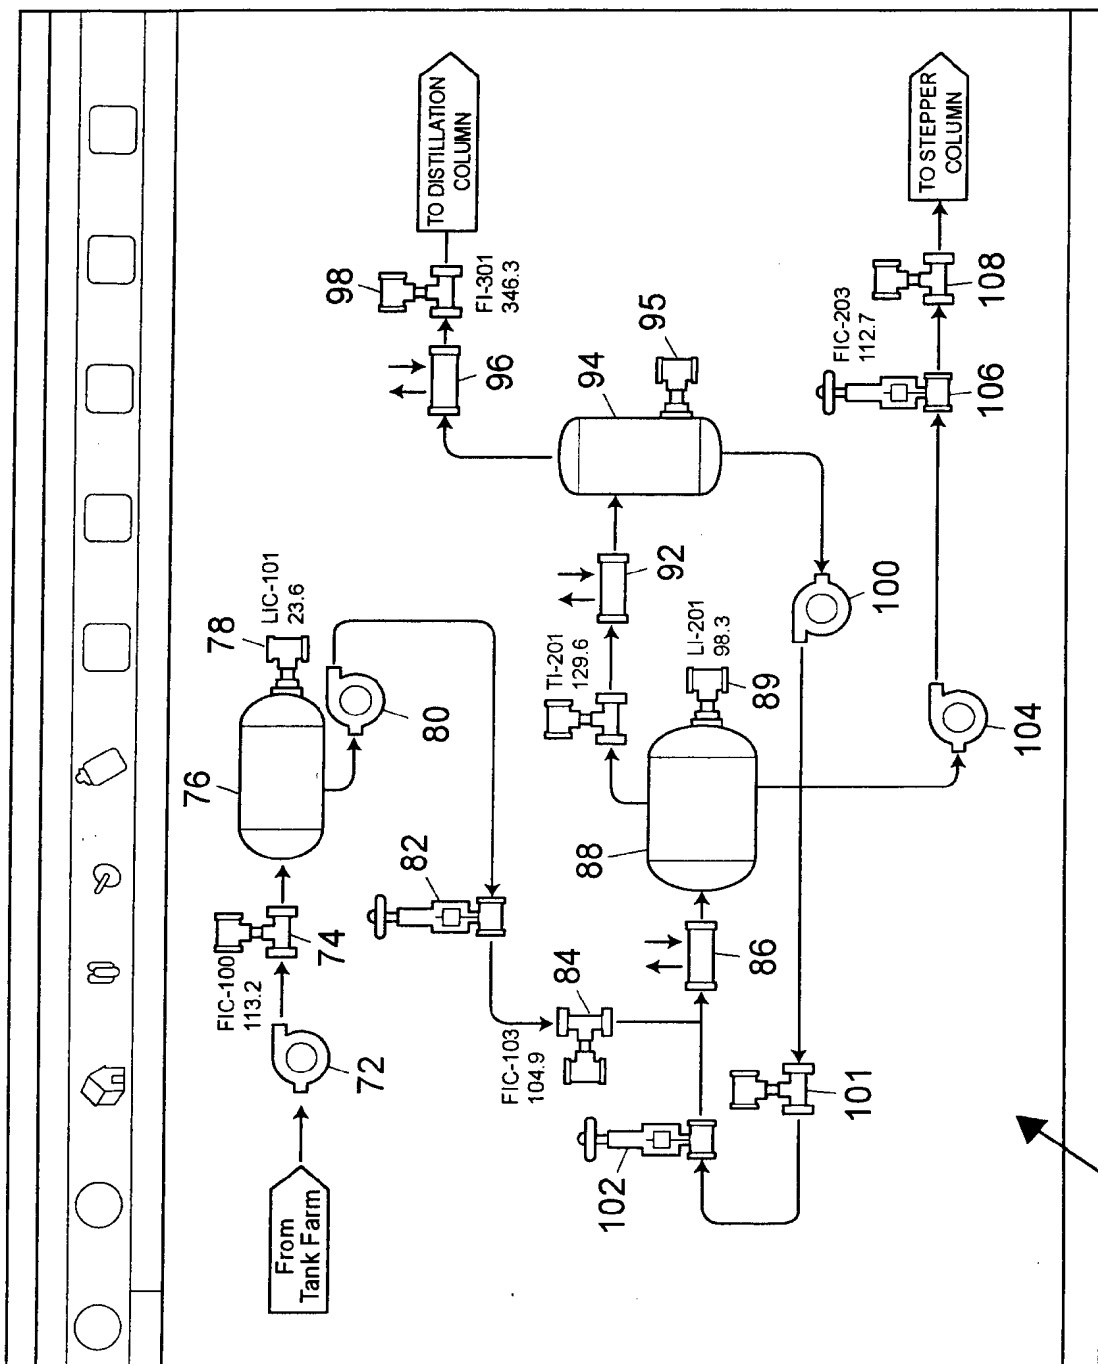 TO DISTILLATION
COLUMN
TO STEPPER
COLUMN
98
FI-301
346.3
108
96
95
FIC-203
112.7
94
106
78
LIC-101
23.6
92
100
TI-201
129.6
LI-201
98.3
89
80
104
76
82
88
FIC-100
113.2
74
84
86
72
FIC-103
104.9
101
102
From
Tank Farm